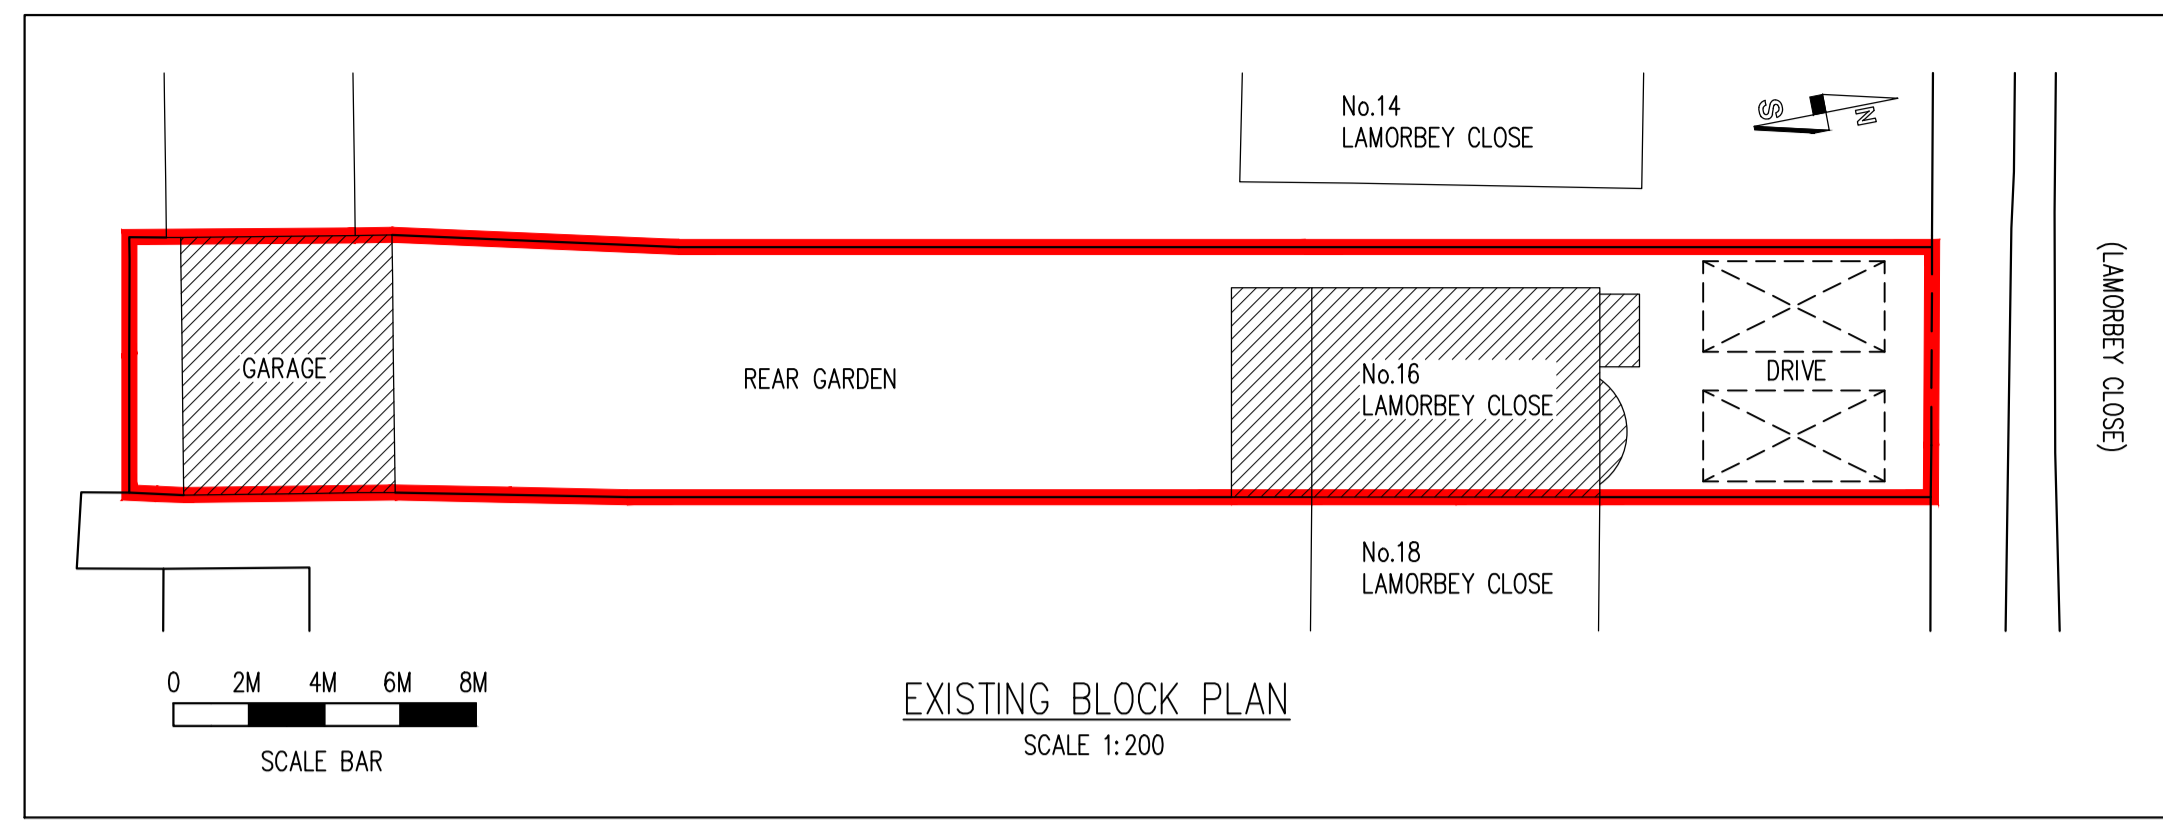 No.14
LAMORBEY CLOSE
S
N
(LAMORBEY CLOSE)
GARAGE
REAR GARDEN
No.16
LAMORBEY CLOSE
DRIVE
No.18
LAMORBEY CLOSE
0 2M 4M 6M 8M
SCALE BAR
EXISTING BLOCK PLAN
SCALE 1:200